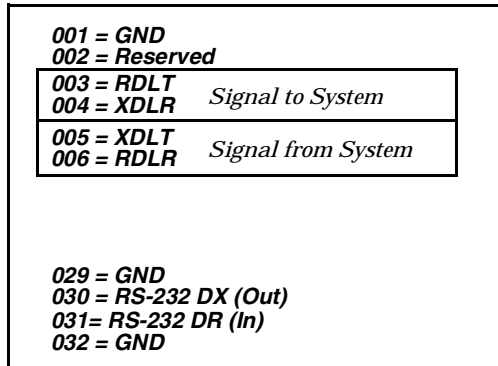 001 = GND
002 = Reserved
003 = RDLT
004 = XDLR
Signal to System
005 = XDLT
006 = RDLR
Signal from System
029 = GND
030 = RS-232 DX (Out)
031= RS-232 DR (In)
032 = GND